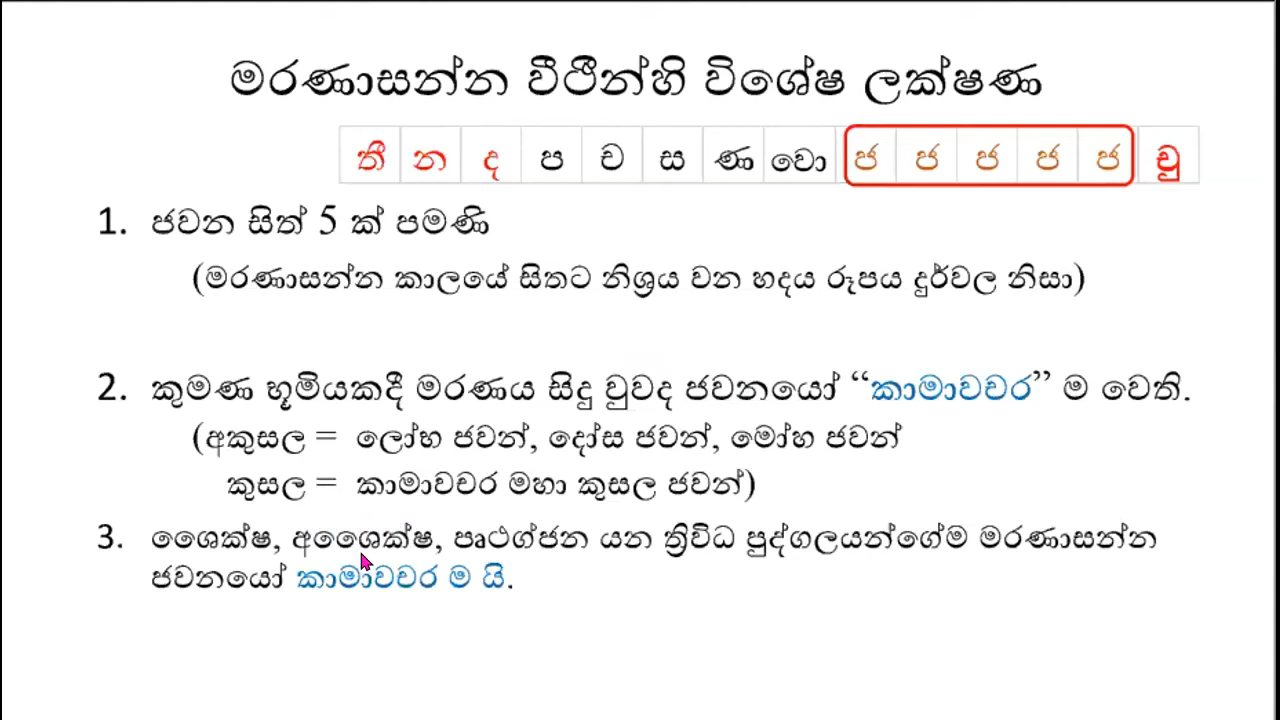 මරණාසන්න වීථීන්හි විශේෂ ලක්ෂණ
තී න ද ප ච ස ණ වො ජ ජ ජ ජ ජ චු
1. ජවන සිත් 5 ක් පමණි
(මරණාසන්න කාලයේ සිතට නිශ්‍රය වන හදය රූපය දුර්වල නිසා)
2. කුමණ භූමියකදී මරණය සිදු වුවද ජවනයෝ “කාමාවචර” ම වෙති.
(අකුසල = ලෝභ ජවන්, දෝස ජවන්, මෝහ ජවන්
කුසල = කාමාවචර මහා කුසල ජවන්)
3. ශෛක්ෂ, අශෛක්ෂ, පෘථග්ජන යන ත්‍රිවිධ පුද්ගලයන්ගේම මරණාසන්න
ජවනයෝ කාමාවචර ම යි.